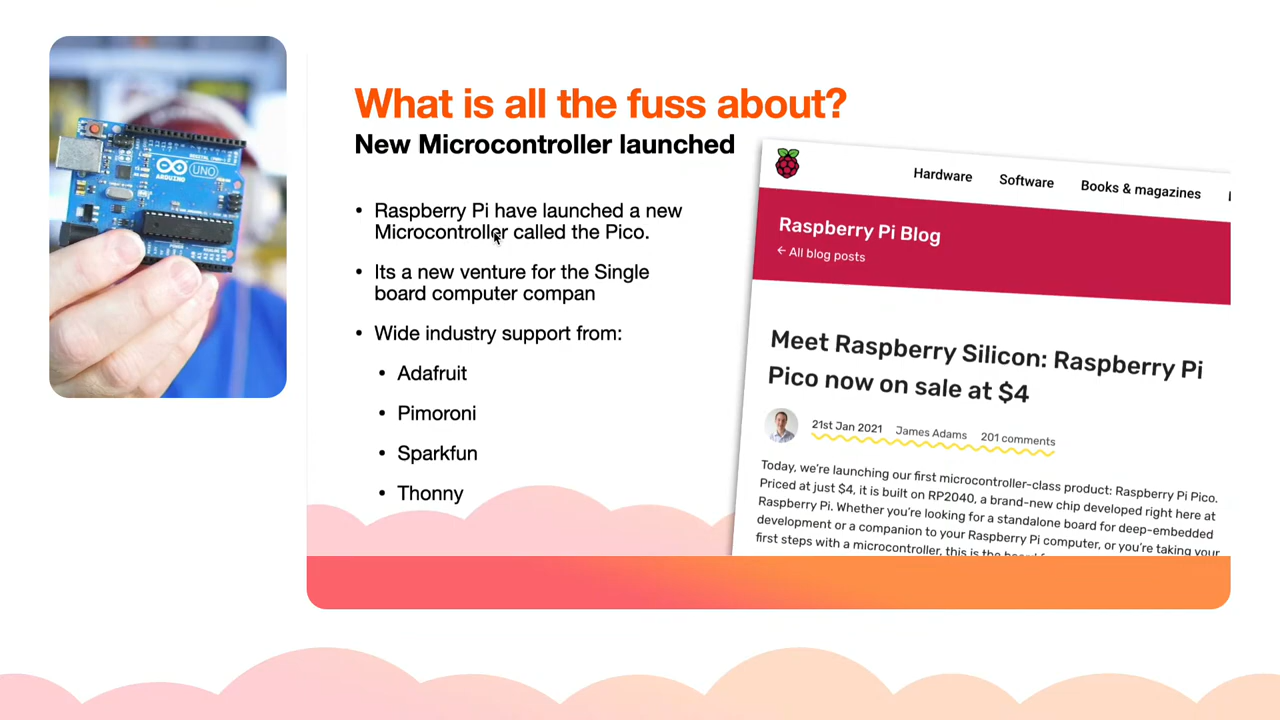 What is all the fuss about?
New Microcontroller launched
• Raspberry Pi have launched a new
Microcontroller called the Pico.
• Its a new venture for the Single
board computer compan
• Wide industry support from:
• Adafruit
• Pimoroni
• Sparkfun
• Thonny
ARDUINO
UNO
Hardware
Software
Books & magazines
Raspberry Pi Blog
← All blog posts
Meet Raspberry Silicon: Raspberry Pi
Pico now on sale at $4
21st Jan 2021 James Adams 201 comments
Today, we're launching our first microcontroller-class product: Raspberry Pi Pico.
Priced at just $4, it is built on RP2040, a brand-new chip developed right here at
Raspberry Pi. Whether you're looking for a standalone board for deep-embedded
development or a companion to your Raspberry Pi computer, or you're taking your
first steps with a microcontroller, this is the